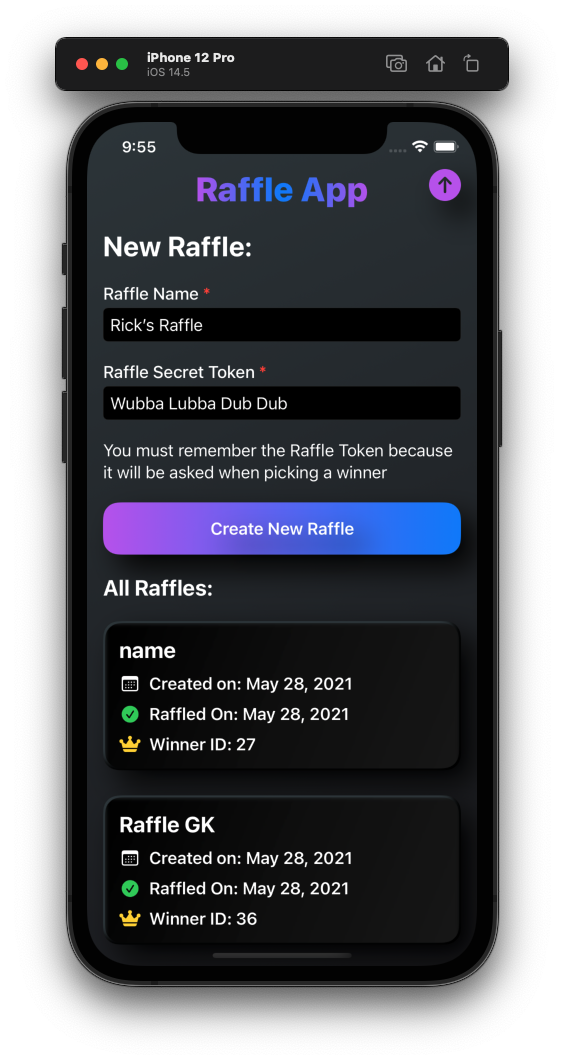 iPhone 12 Pro
iOS 14.5
9:55
Raffle App
New Raffle:
Raffle Name *
Rick’s Raffle
Raffle Secret Token *
Wubba Lubba Dub Dub
You must remember the Raffle Token because
it will be asked when picking a winner
Create New Raffle
All Raffles:
name
Created on: May 28, 2021
Raffled On: May 28, 2021
Winner ID: 27
Raffle GK
Created on: May 28, 2021
Raffled On: May 28, 2021
Winner ID: 36